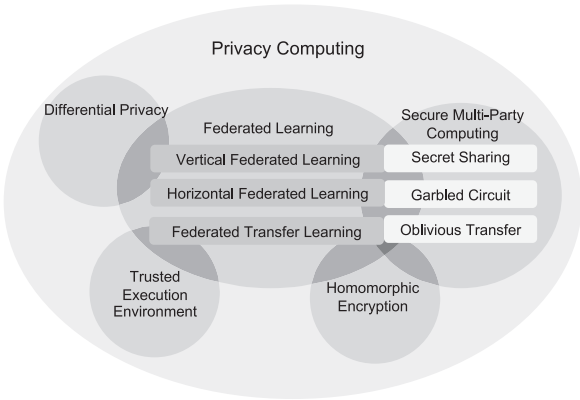 Privacy Computing
Differential Privacy
Federated Learning
Secure Multi-Party
Computing
Vertical Federated Learning
Secret Sharing
Horizontal Federated Learning
Garbled Circuit
Federated Transfer Learning
Oblivious Transfer
Trusted
Execution
Environment
Homomorphic
Encryption